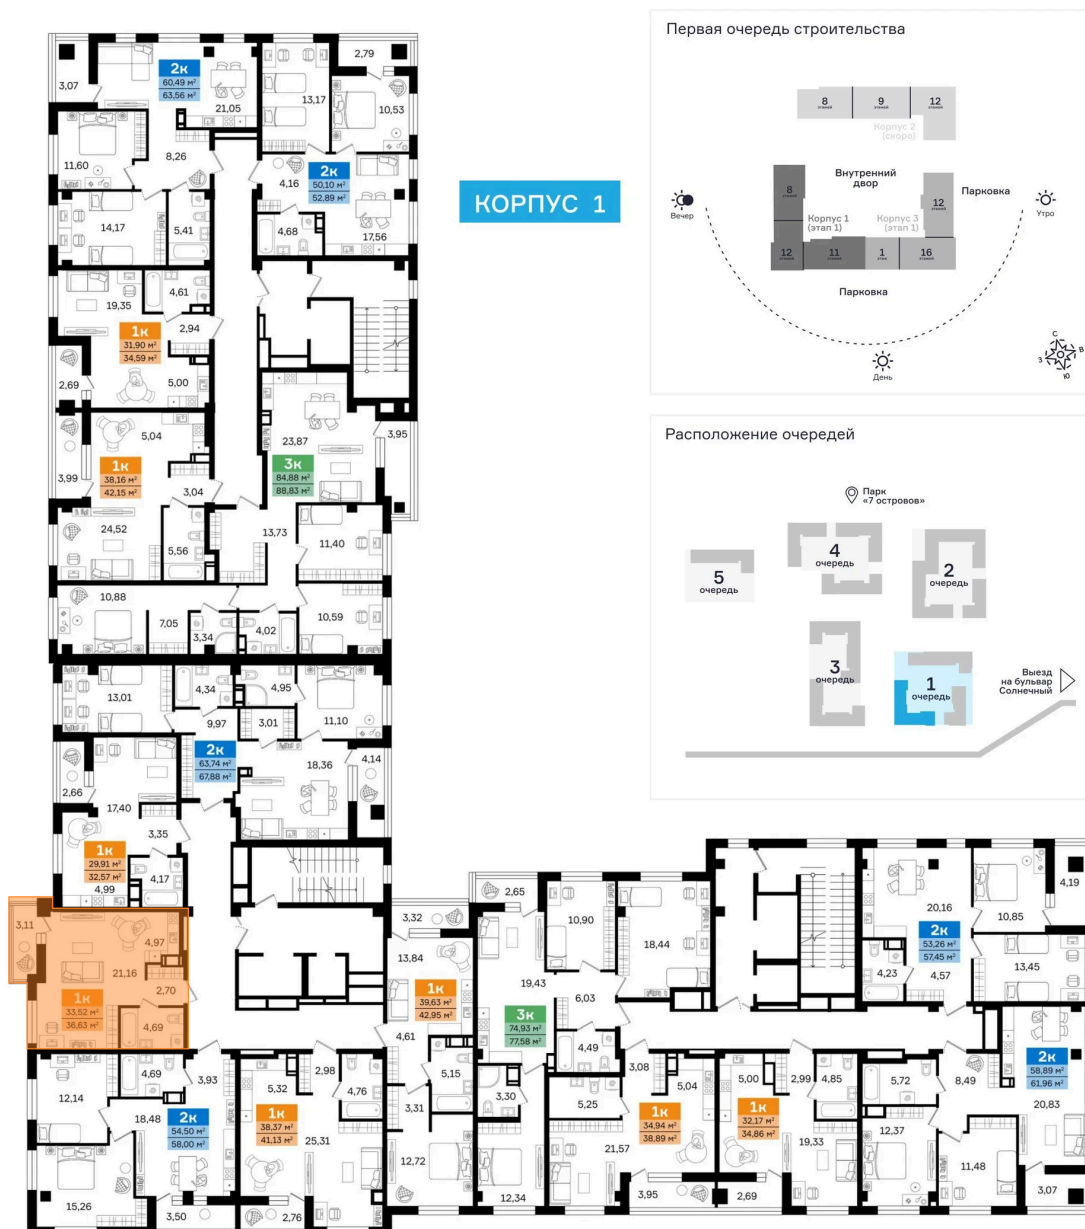 Первая очередь строительства
8
этажей
9
этажей
12
этажей
Корпус 2
(скоро)
Внутренний
двор
8
этажей
12
этажей
Парковка
Вечер
Утро
Корпус 1
(этап 1)
Корпус 3
(этап 1)
12
этажей
11
этажей
1
этаж
16
этажей
Парковка
День
С
В
З
Ю
КОРПУС 1
Расположение очередей
Парк
«7 островов»
5
очередь
4
очередь
2
очередь
3
очередь
1
очередь
Выезд
на бульвар
Солнечный
3,07
2к
60,49 м²
63,56 м²
21,05
13,17
2,79
10,53
11,60
8,26
4,16
2к
50,10 м²
52,89 м²
14,17
5,41
4,68
17,56
19,35
4,61
1к
31,90 м²
34,59 м²
2,94
2,69
5,00
5,04
3,99
1к
38,16 м²
42,15 м²
3,04
24,52
5,56
23,87
3,95
3к
84,88 м²
88,83 м²
13,73
11,40
10,88
7,05
3,34
4,02
10,59
13,01
4,34
4,95
11,10
9,97
3,01
2к
63,74 м²
67,88 м²
18,36
4,14
2,66
17,40
3,35
1к
29,91 м²
32,57 м²
4,99
4,17
3,11
4,97
21,16
2,70
1к
33,52 м²
36,63 м²
4,69
3,32
13,84
1к
39,63 м²
42,95 м²
4,61
5,15
3,31
12,72
2,65
10,90
18,44
19,43
6,03
3к
74,93 м²
77,58 м²
4,49
3,30
12,34
20,16
10,85
4,19
2к
53,26 м²
57,45 м²
4,23
4,57
13,45
12,14
4,69
3,93
18,48
2к
54,50 м²
58,00 м²
15,26
3,50
5,32
2,98
4,76
1к
38,37 м²
41,13 м²
25,31
2,76
5,25
3,08
5,04
1к
34,94 м²
38,89 м²
21,57
3,95
5,00
2,99
4,85
1к
32,17 м²
34,86 м²
19,33
2,69
5,72
8,49
2к
58,89 м²
61,96 м²
20,83
12,37
11,48
3,07